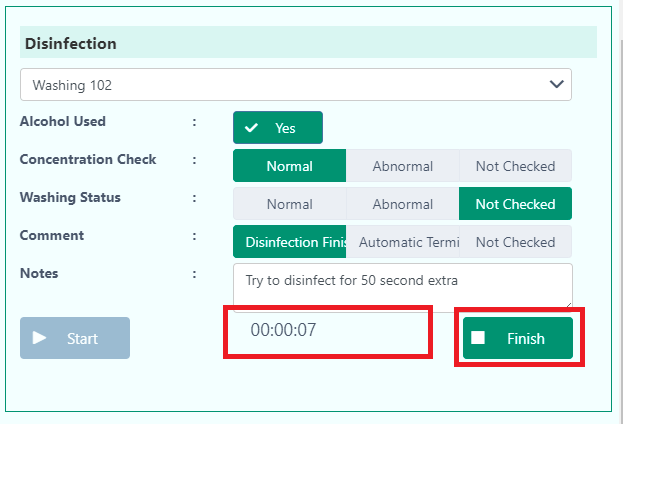 Disinfection
Washing 102
Alcohol Used : Yes
Concentration Check : Normal Abnormal Not Checked
Washing Status : Normal Abnormal Not Checked
Comment : Disinfection Finis Automatic Termi Not Checked
Notes : Try to disinfect for 50 second extra
Start 00:00:07 Finish